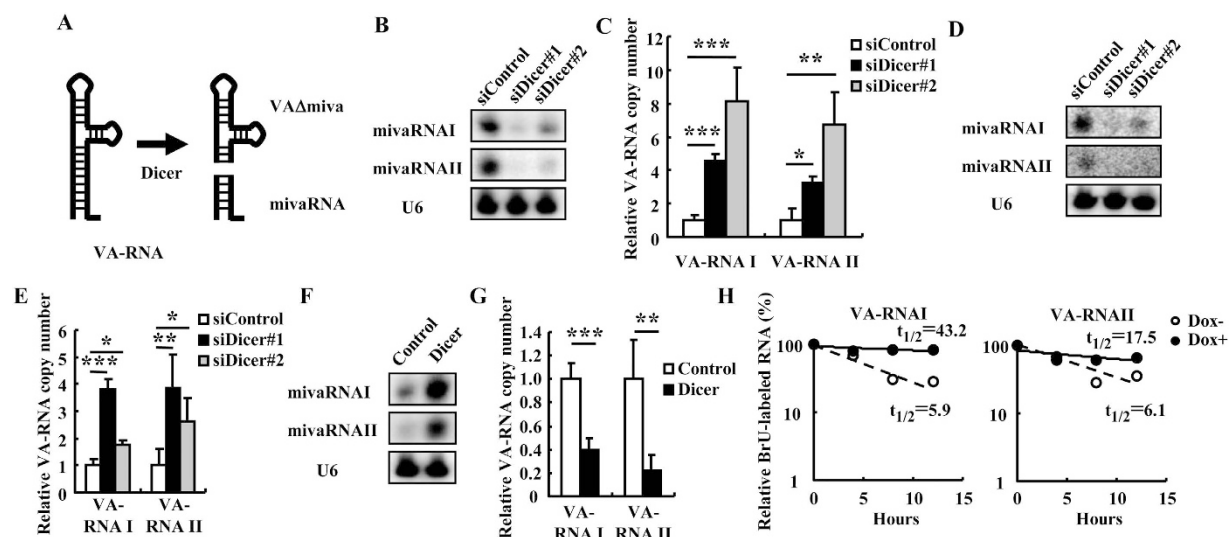 A
VAΔmiva
Dicer
mivaRNA
VA-RNA
B
siControl
siDicer#1
siDicer#2
mivaRNAI
mivaRNAII
U6
C
Relative VA-RNA copy number
12
10
8
6
4
2
0
***
***
**
*
siControl
siDicer#1
siDicer#2
VA-RNA I
VA-RNA II
D
siControl
siDicer#1
siDicer#2
mivaRNAI
mivaRNAII
U6
E
Relative VA-RNA copy number
6
5
4
3
2
1
0
*
***
*
**
siControl
siDicer#1
siDicer#2
VA-
RNA I
VA-
RNA II
F
Control
Dicer
mivaRNAI
mivaRNAII
U6
G
Relative VA-RNA copy number
1.4
1.2
1.0
0.8
0.6
0.4
0.2
0
***
**
Control
Dicer
VA-
RNA I
VA-
RNA II
H
Relative BrU-labeled RNA (%)
VA-RNAI
100
10
1
t1/2=43.2
t1/2=5.9
0
5
10
15
Hours
VA-RNAII
100
10
1
t1/2=17.5
t1/2=6.1
0
5
10
15
Hours
Dox-
Dox+